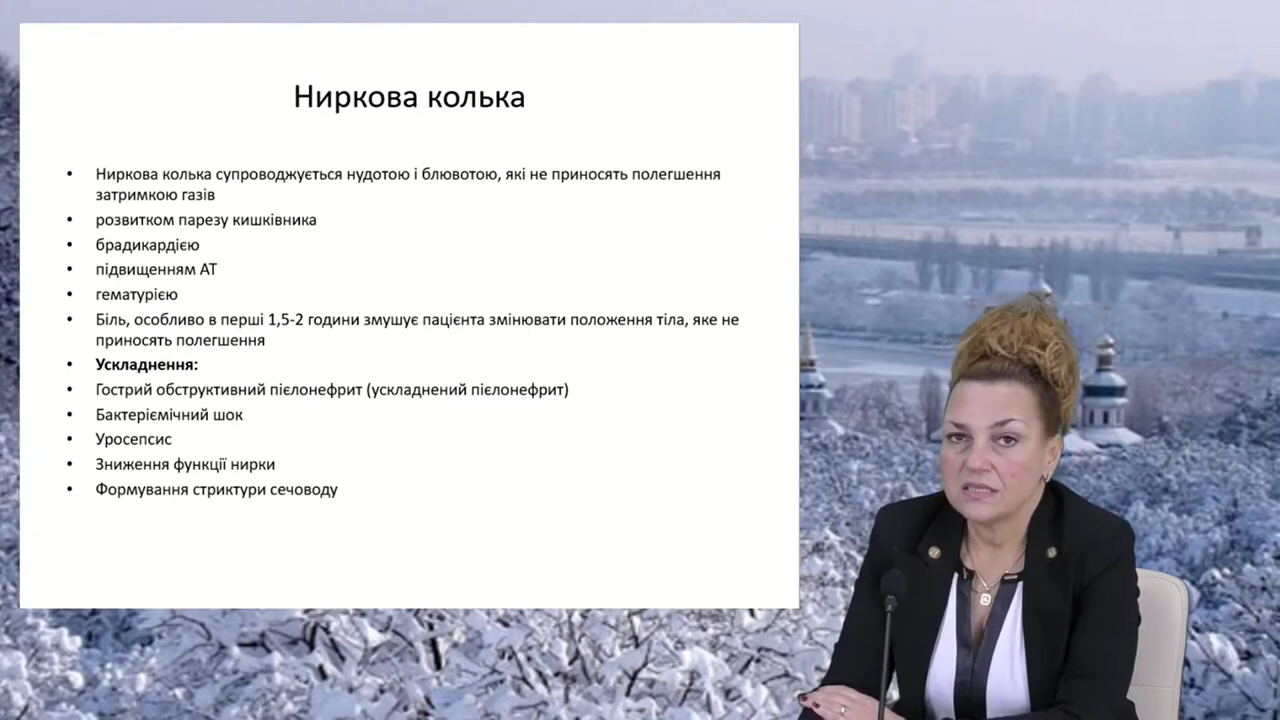 Ниркова колька
• Ниркова колька супроводжується нудотою і блювотою, які не приносять полегшення
затримкою газів
• розвитком парезу кишківника
• брадикардією
• підвищенням АТ
• гематурією
• Біль, особливо в перші 1,5-2 години змушує пацієнта змінювати положення тіла, яке не
приносять полегшення
• Ускладнення:
• Гострий обструктивний пієлонефрит (ускладнений пієлонефрит)
• Бактеріємічний шок
• Уросепсис
• Зниження функції нирки
• Формування стриктури сечоводу